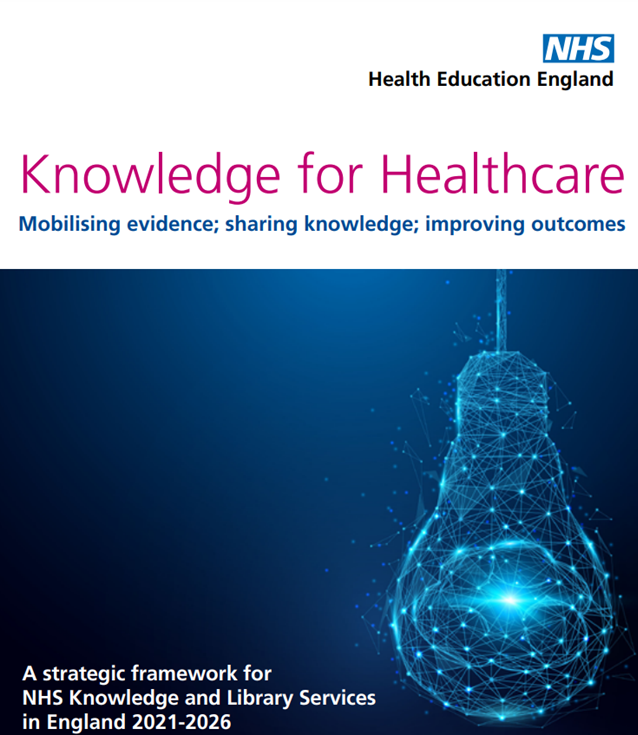 NHS
Health Education England
Knowledge for Healthcare
Mobilising evidence; sharing knowledge; improving outcomes
A strategic framework for
NHS Knowledge and Library Services
in England 2021-2026